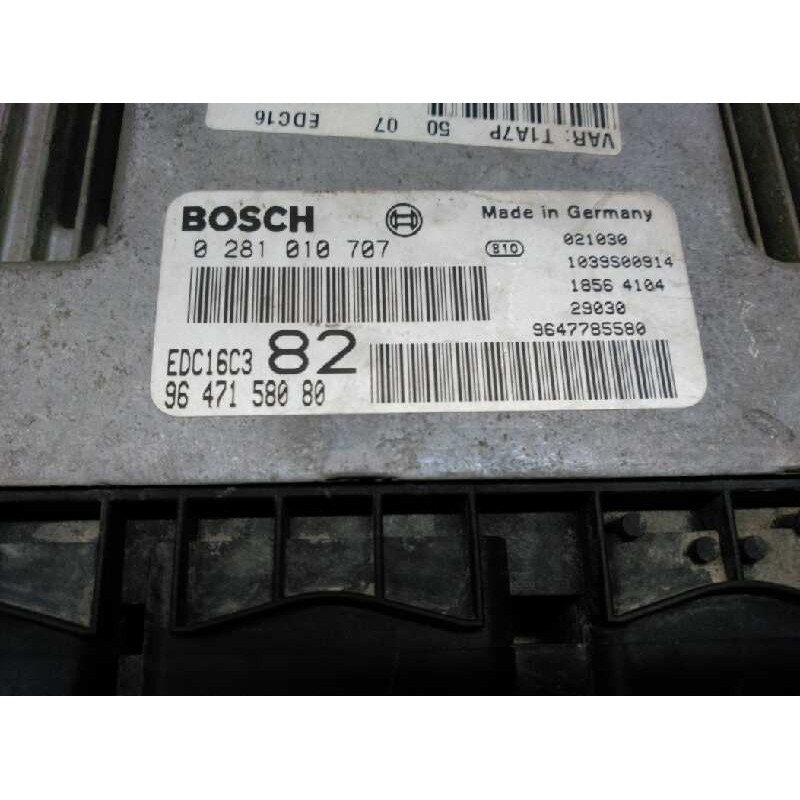 VAR: T1A7P 50 07 EDC16
BOSCH
Made in Germany
0 281 010 707
810
021030
1039S00914
1856 4104
29030
9647785580
EDC16C3 82
96 471 580 80